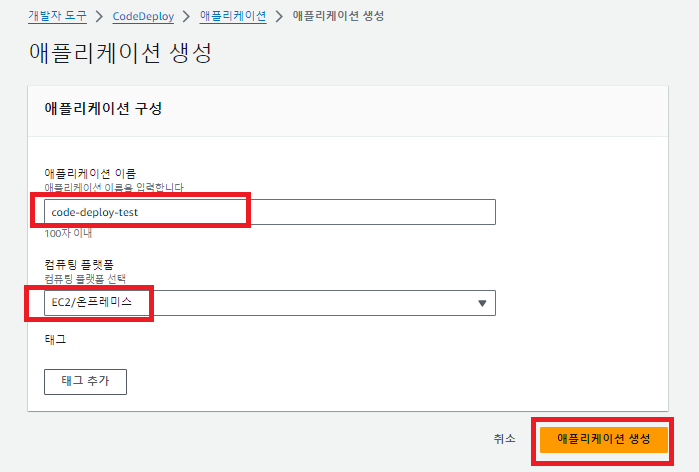 개발자 도구 > CodeDeploy > 애플리케이션 > 애플리케이션 생성
애플리케이션 생성
애플리케이션 구성
애플리케이션 이름
애플리케이션 이름을 입력합니다
code-deploy-test
100자 이내
컴퓨팅 플랫폼
컴퓨팅 플랫폼 선택
EC2/온프레미스
태그
태그 추가
취소
애플리케이션 생성